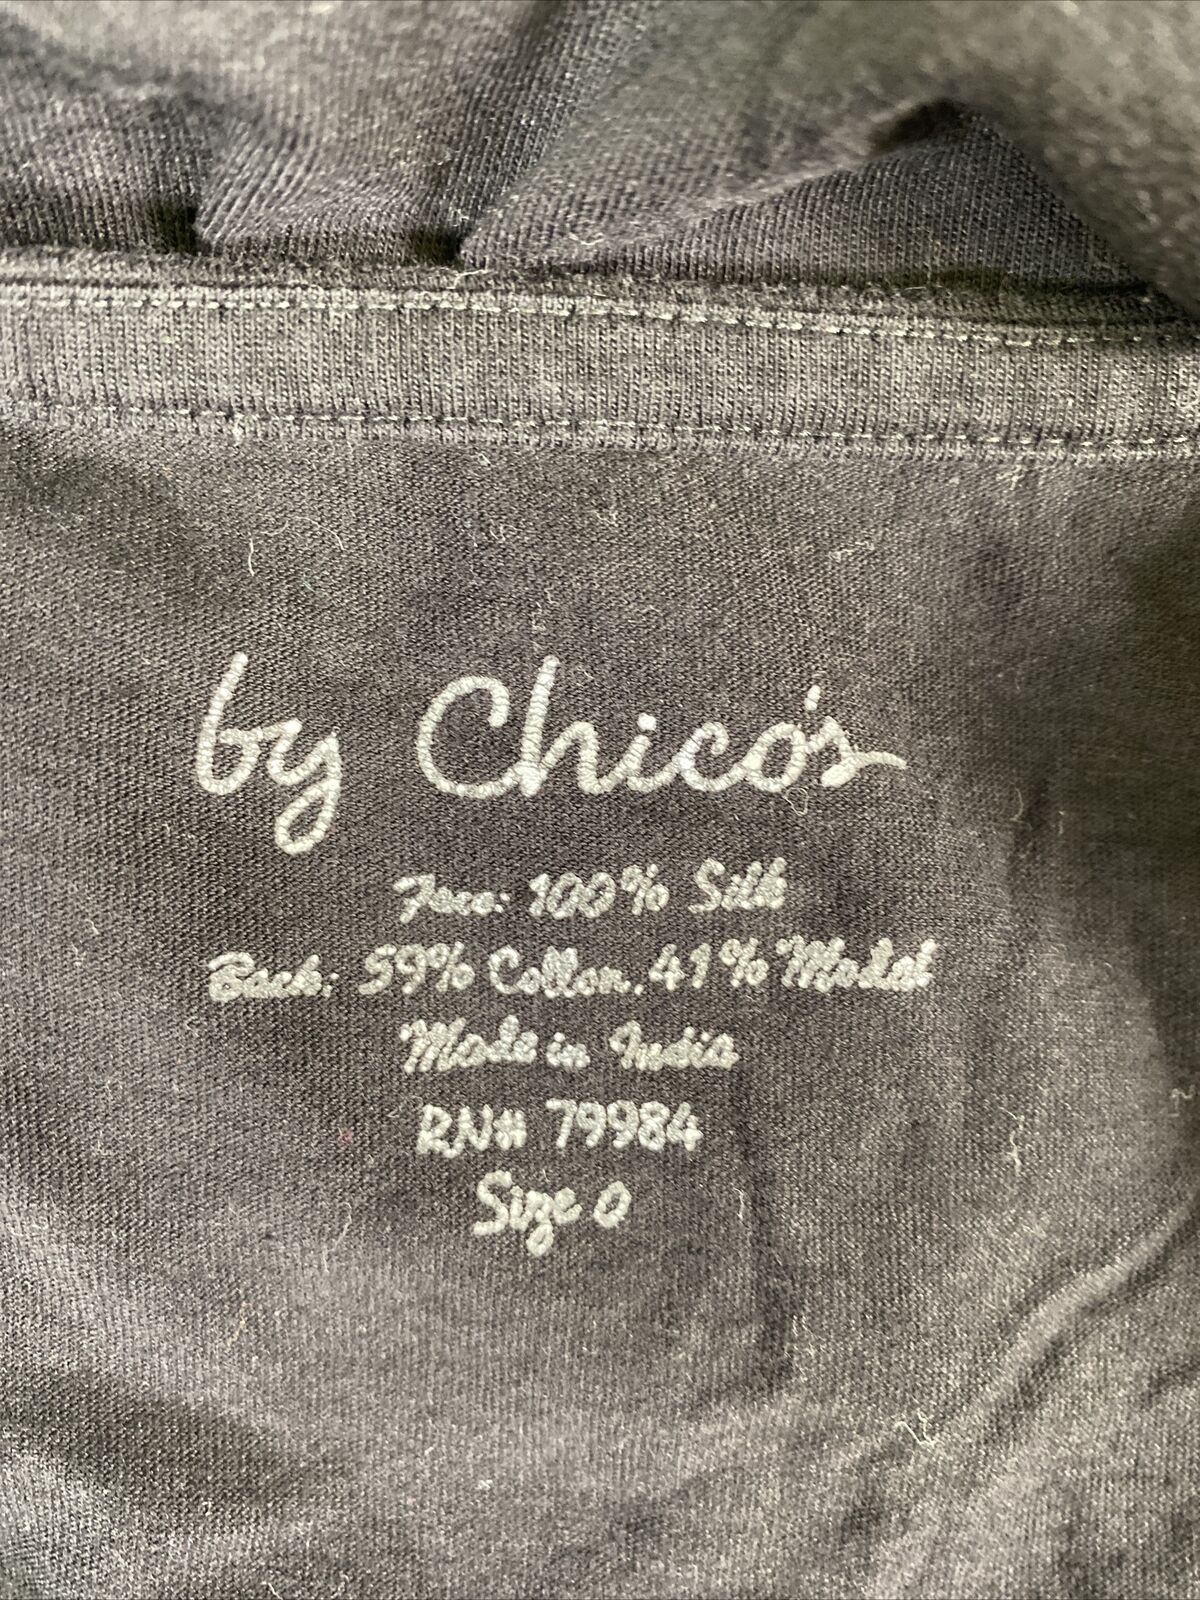 by Chico's
Face: 100% Silk
Back: 59% Cotton, 41% Modal
Made in India
RN# 79984
Size 0